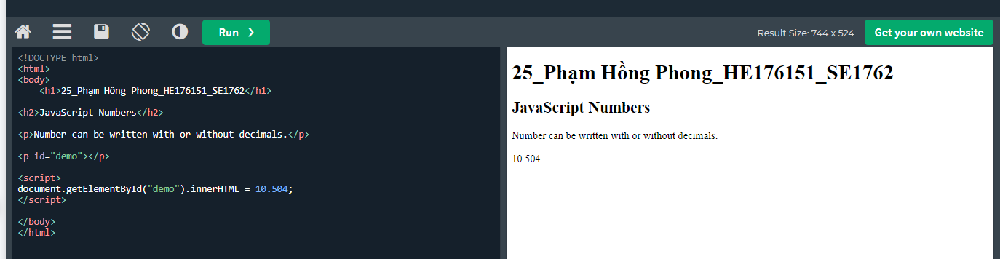 Run ❯
Result Size: 744 x 524
Get your own website
<!DOCTYPE html>
<html>
<body>
    <h1>25_Phạm Hồng Phong_HE176151_SE1762</h1>
<h2>JavaScript Numbers</h2>
<p>Number can be written with or without decimals.</p>
<p id="demo"></p>
<script>
document.getElementById("demo").innerHTML = 10.504;
</script>
</body>
</html>
25_Phạm Hồng Phong_HE176151_SE1762
JavaScript Numbers
Number can be written with or without decimals.
10.504